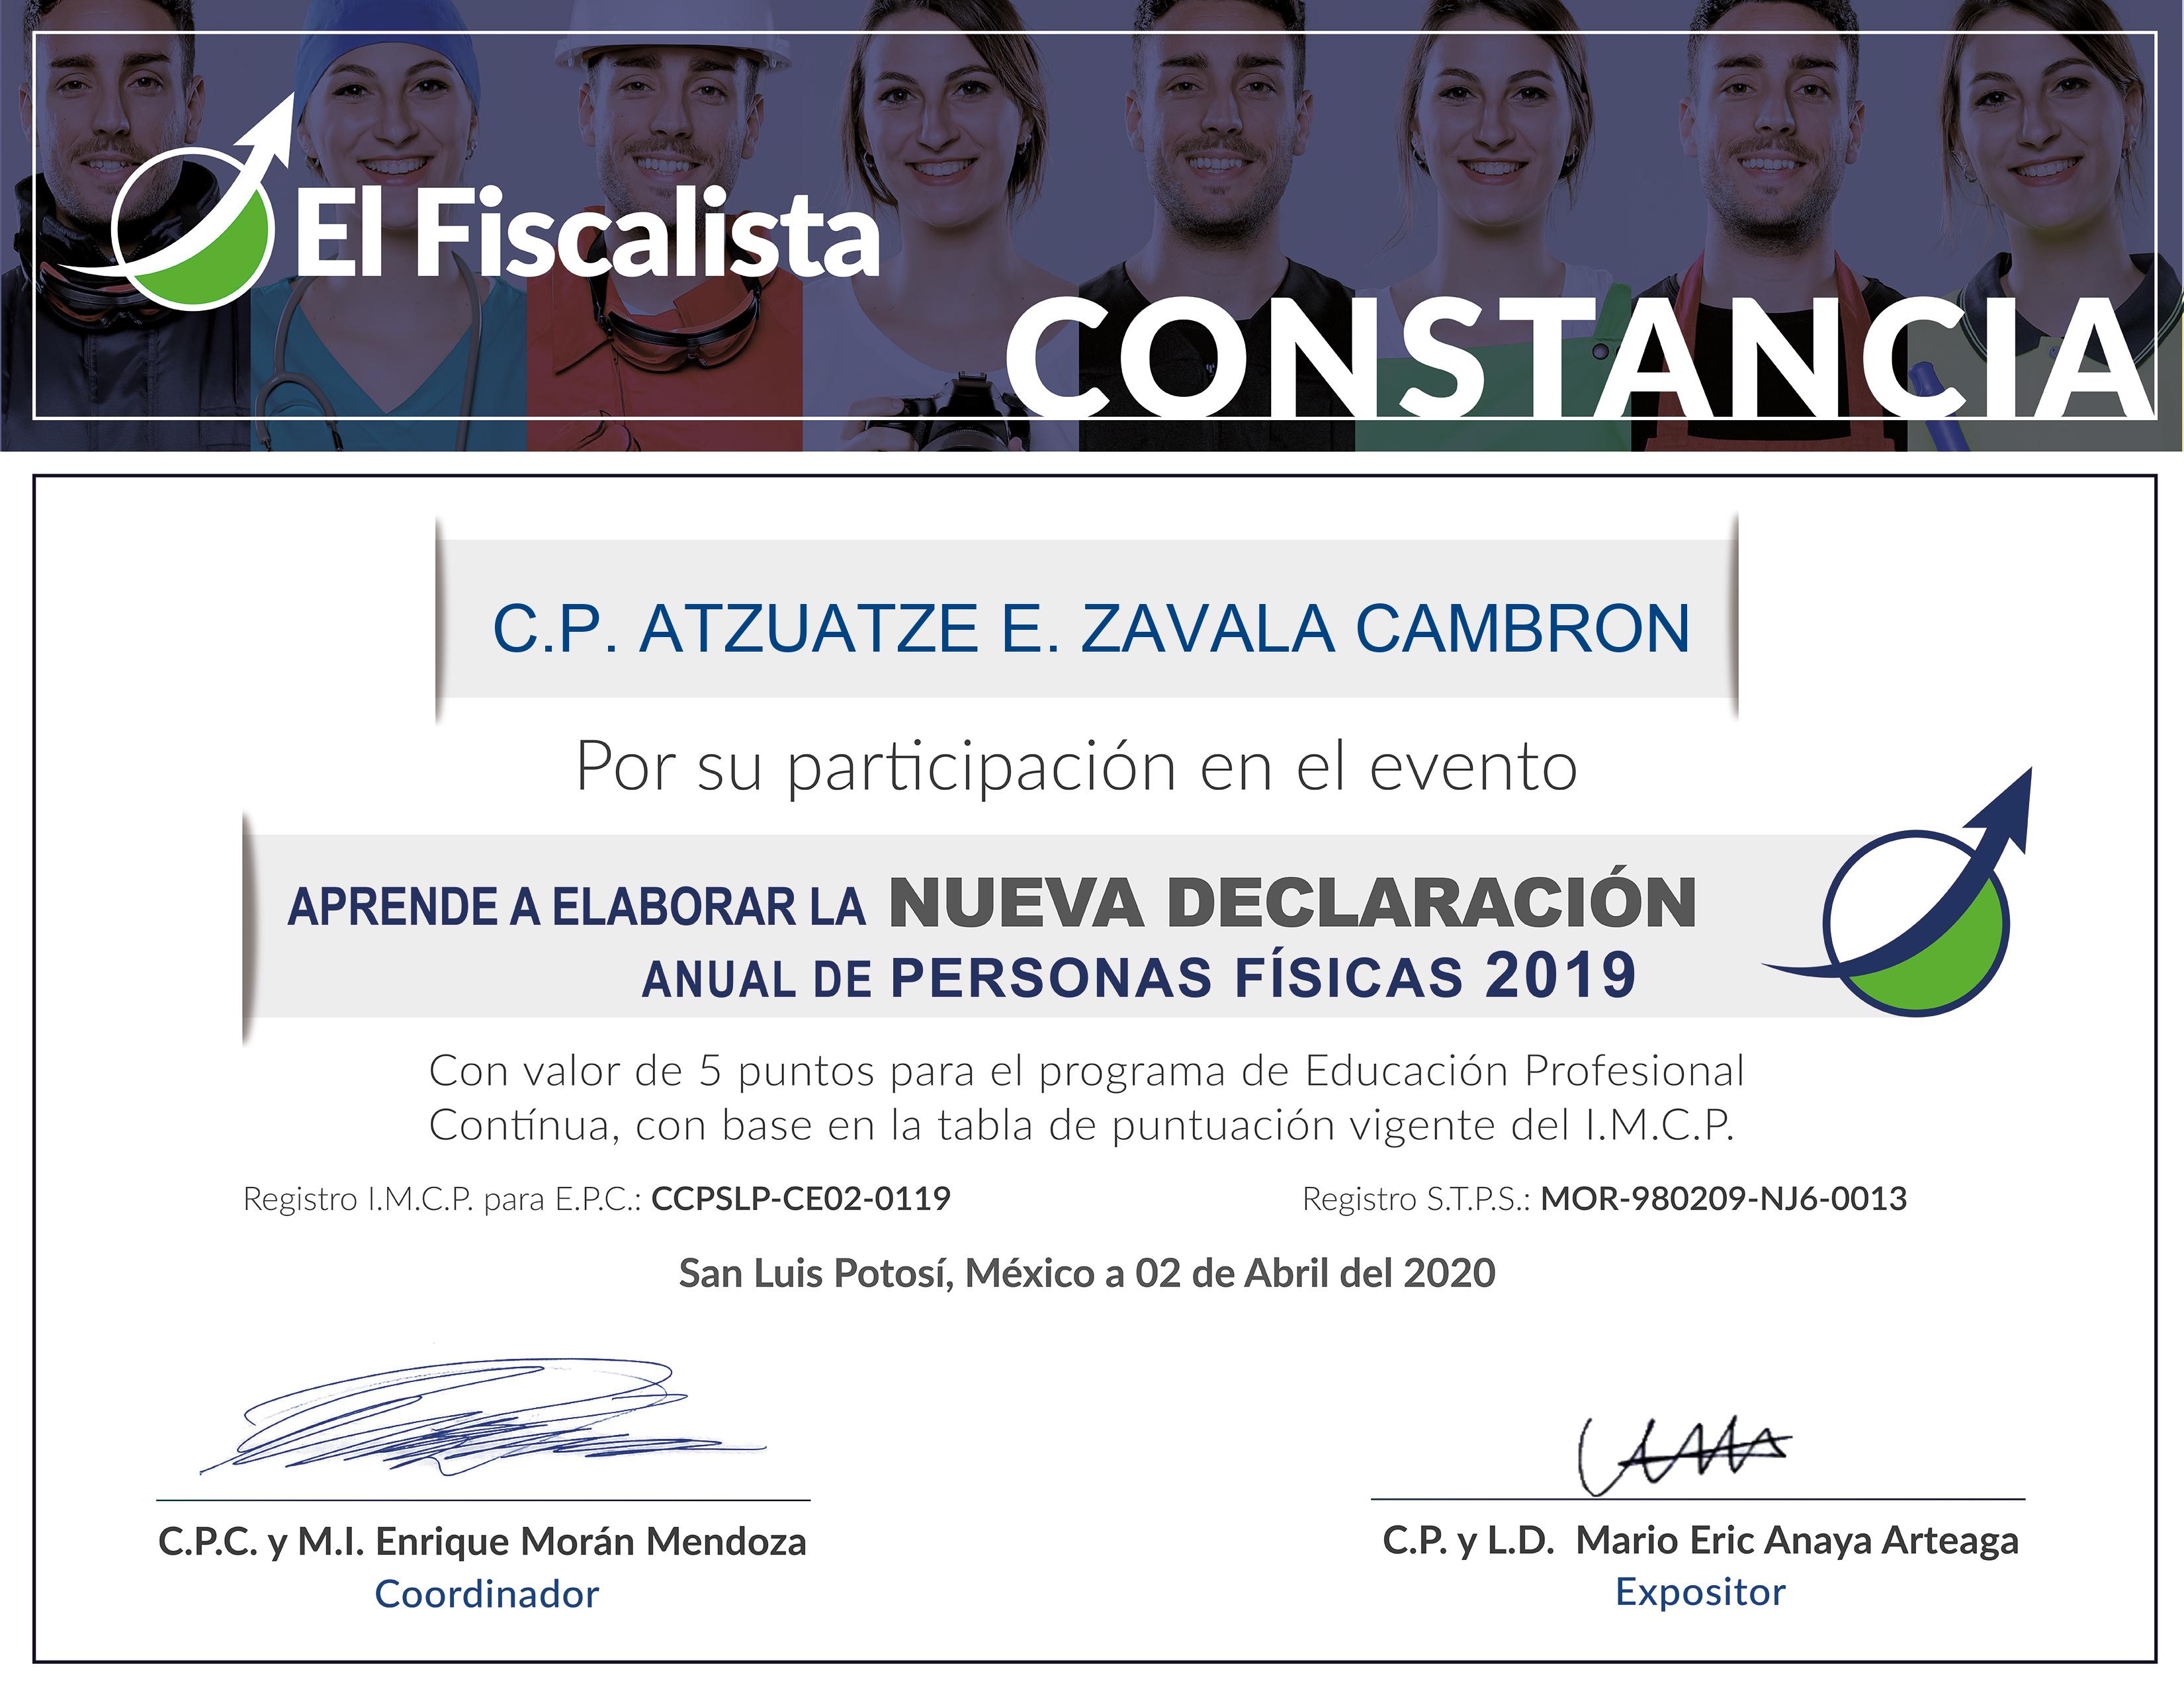 El Fiscalista
CONSTANCIA
C.P. ATZUATZE E. ZAVALA CAMBRON
Por su participación en el evento
APRENDE A ELABORAR LA NUEVA DECLARACIÓN
ANUAL DE PERSONAS FÍSICAS 2019
Con valor de 5 puntos para el programa de Educación Profesional
Contínua, con base en la tabla de puntuación vigente del I.M.C.P.
Registro I.M.C.P. para E.P.C.: CCPSLP-CE02-0119
Registro S.T.P.S.: MOR-980209-NJ6-0013
San Luis Potosí, México a 02 de Abril del 2020
C.P.C. y M.I. Enrique Morán Mendoza
Coordinador
C.P. y L.D. Mario Eric Anaya Arteaga
Expositor